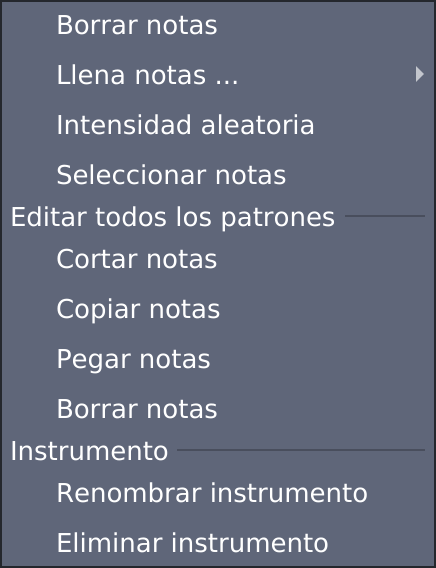 Borrar notas
Llena notas ...
Intensidad aleatoria
Seleccionar notas
Editar todos los patrones
Cortar notas
Copiar notas
Pegar notas
Borrar notas
Instrumento
Renombrar instrumento
Eliminar instrumento